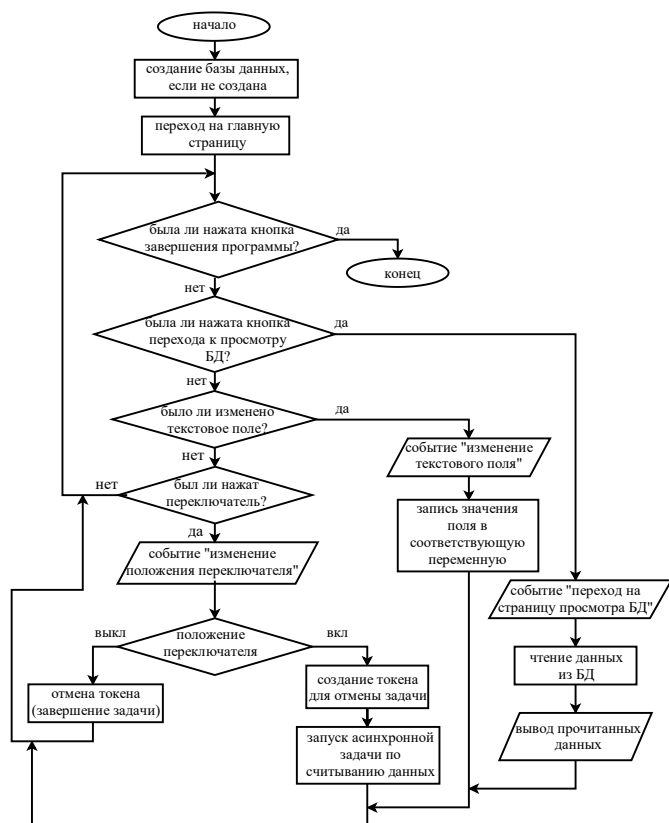 начало
создание базы данных,
если не создана
переход на главную
страницу
была ли нажата кнопка
завершения программы?
да
конец
нет
была ли нажата кнопка
перехода к просмотру
БД?
да
нет
было ли изменено
текстовое поле?
да
событие "изменение
текстового поля"
запись значения
поля в
соответствующую
переменную
нет
был ли нажат
переключатель?
нет
да
событие "изменение
положения переключателя"
событие "переход на
страницу просмотра БД"
чтение данных
из БД
вывод прочитанных
данных
положение
переключателя
выкл
вкл
отмена токена
(завершение задачи)
создание токена
для отмены задачи
запуск асинхронной
задачи по
считыванию данных